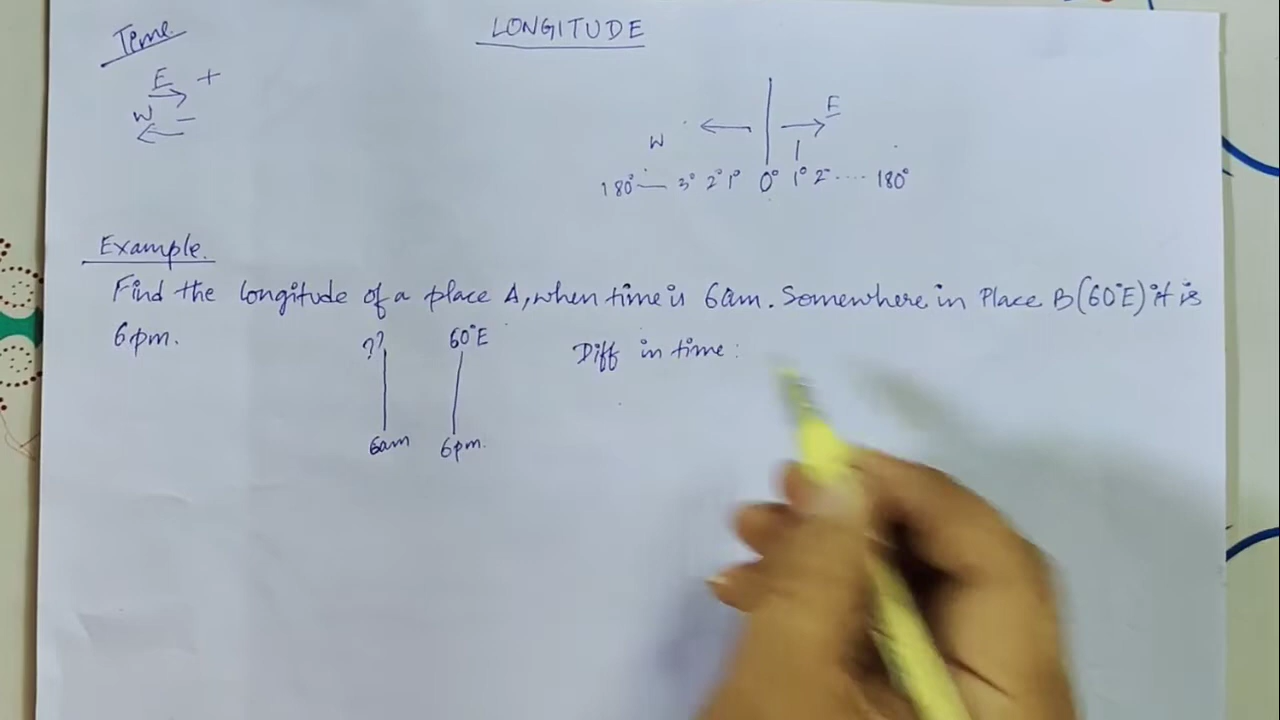 LONGITUDE
Time
E +
W -
E
W
180° — 3° 2° 1° 0° 1° 2° .... 180°
Example.
Find the longitude of a place A, when time is 6am. Somewhere in Place B (60°E) it is
6pm.
?? 60°E
Diff in time :
6am 6pm.